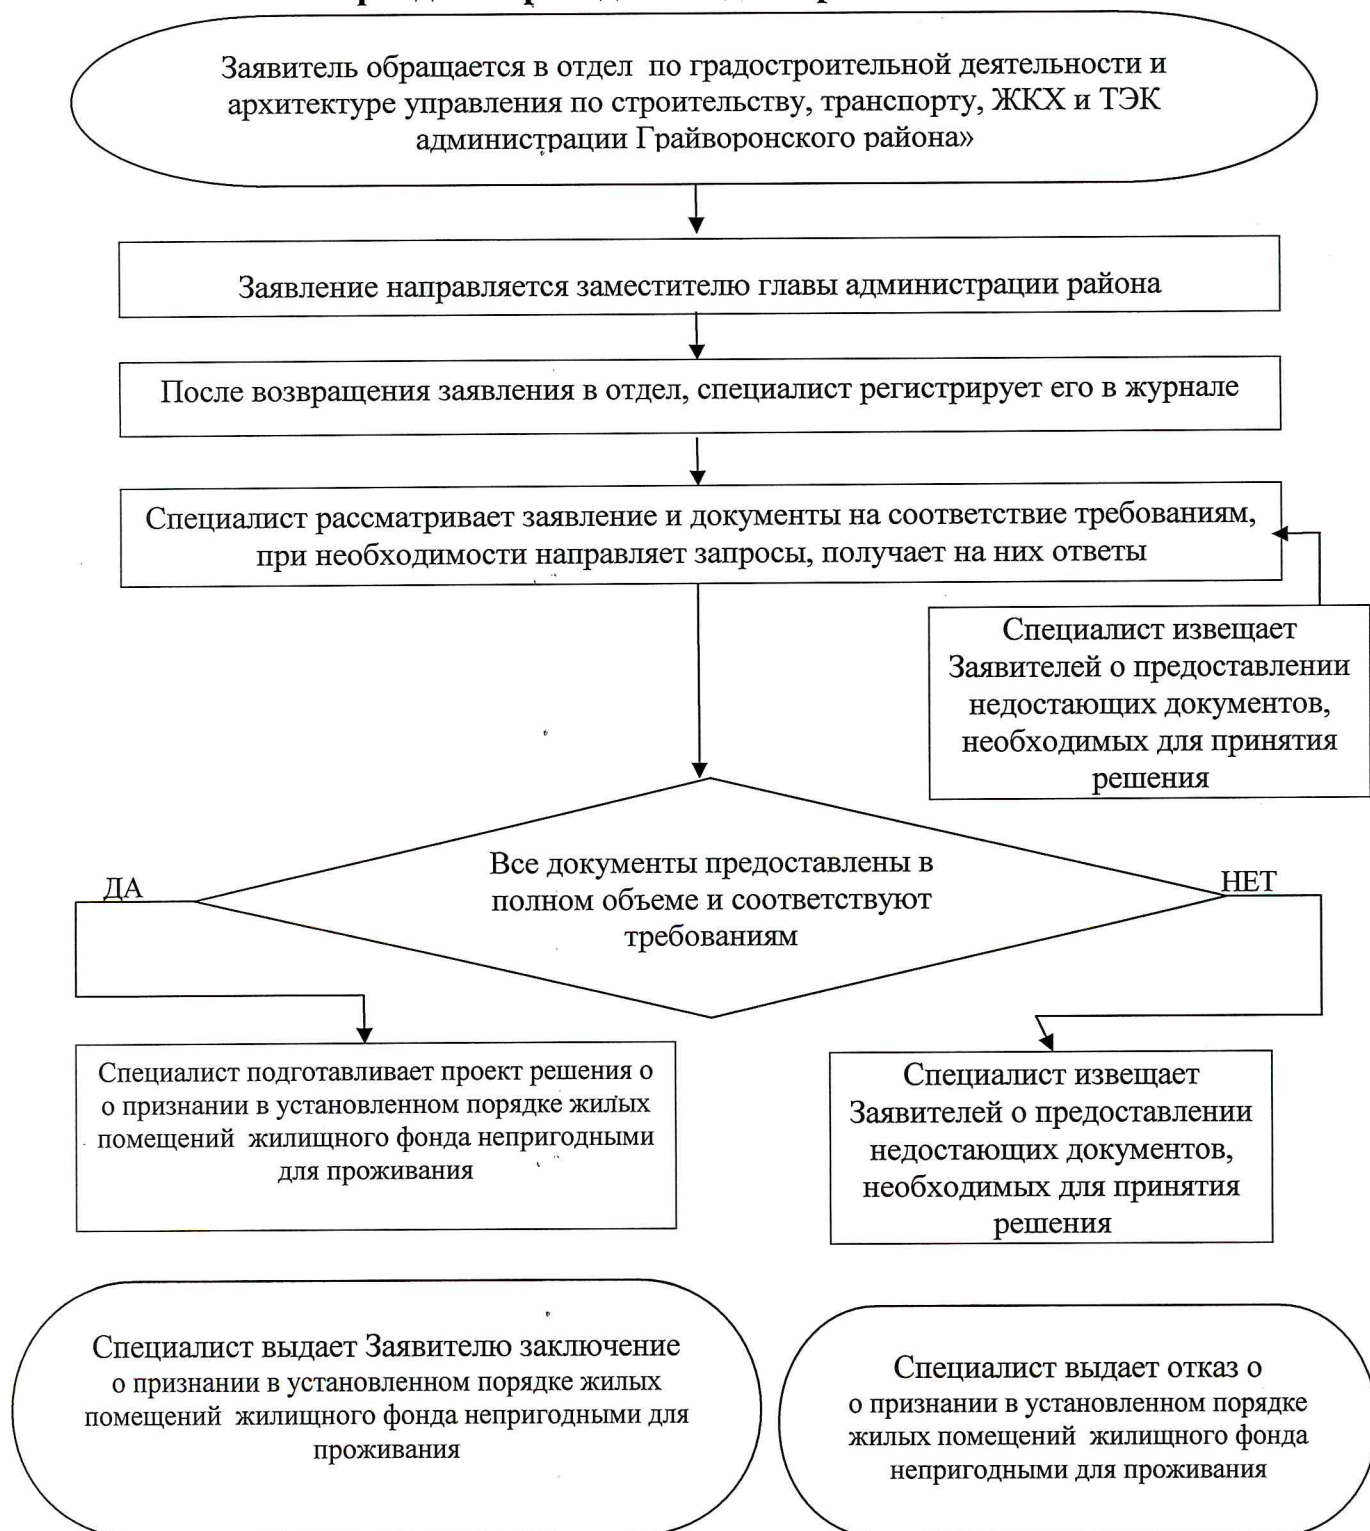 Заявитель обращается в отдел по градостроительной деятельности и
архитектуре управления по строительству, транспорту, ЖКХ и ТЭК
администрации Грайворонского района»
Заявление направляется заместителю главы администрации района
После возвращения заявления в отдел, специалист регистрирует его в журнале
Специалист рассматривает заявление и документы на соответствие требованиям,
при необходимости направляет запросы, получает на них ответы
Специалист извещает
Заявителей о предоставлении
недостающих документов,
необходимых для принятия
решения
Все документы предоставлены в
полном объеме и соответствуют
требованиям
ДА
НЕТ
Специалист подготавливает проект решения о
о признании в установленном порядке жилых
помещений жилищного фонда непригодными
для проживания
Специалист извещает
Заявителей о предоставлении
недостающих документов,
необходимых для принятия
решения
Специалист выдает Заявителю заключение
о признании в установленном порядке жилых
помещений жилищного фонда непригодными для
проживания
Специалист выдает отказ о
о признании в установленном порядке
жилых помещений жилищного фонда
непригодными для проживания